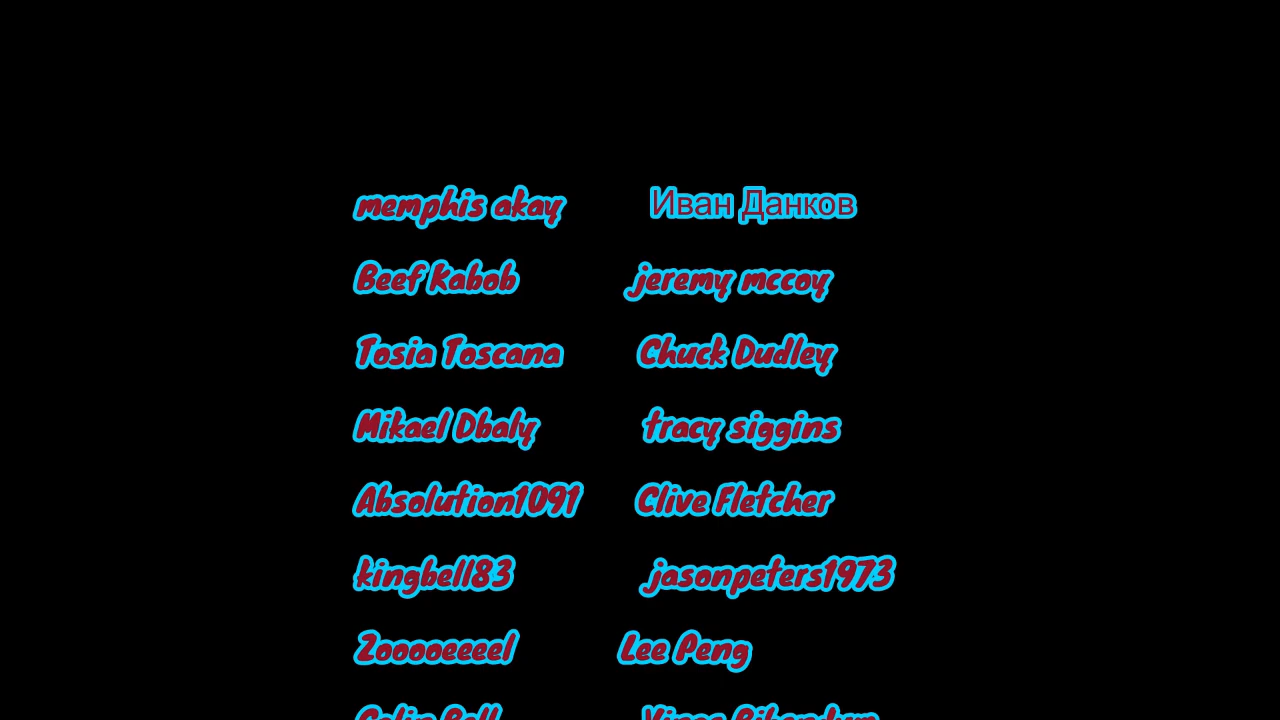 memphis akay Иван Данков
Beef Kabob jeremy mccoy
Tosia Toscana Chuck Dudley
Mikael Dbaly tracy siggins
Absolution1091 Clive Fletcher
kingbell83 jasonpeters1973
Zooooeeeel Lee Peng